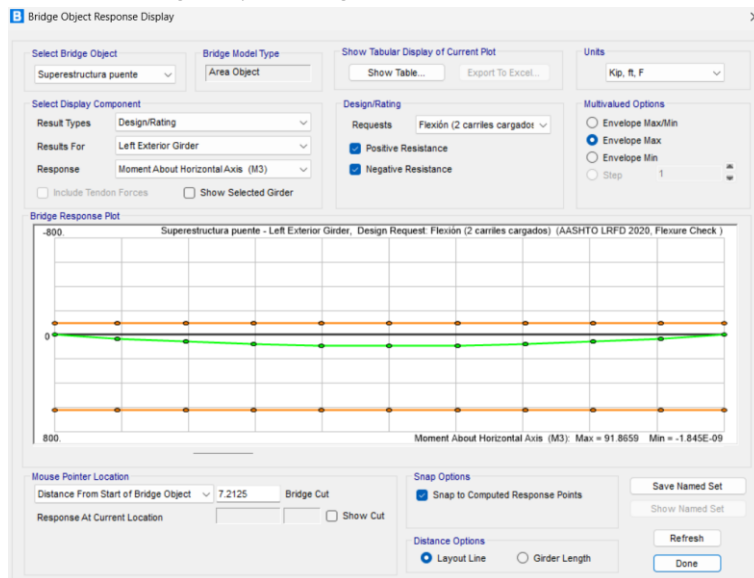 B Bridge Object Response Display
Select Bridge Object
Superestructura puente
Bridge Model Type
Area Object
Show Tabular Display of Current Plot
Show Table...
Export To Excel...
Units
Kip, ft, F
Select Display Component
Result Types
Design/Rating
Results For
Left Exterior Girder
Response
Moment About Horizontal Axis (M3)
Include Tendon Forces
Show Selected Girder
Design/Rating
Requests
Flexión (2 carriles cargados
Positive Resistance
Negative Resistance
Multivalued Options
Envelope Max/Min
Envelope Max
Envelope Min
Step 1
Bridge Response Plot
-800.
Superestructura puente - Left Exterior Girder, Design Request: Flexión (2 carriles cargados) (AASHTO LRFD 2020, Flexure Check )
0
800.
Moment About Horizontal Axis (M3): Max = 91.8659 Min = -1.845E-09
Mouse Pointer Location
Distance From Start of Bridge Object
7.2125
Bridge Cut
Response At Current Location
Show Cut
Snap Options
Snap to Computed Response Points
Distance Options
Layout Line
Girder Length
Save Named Set
Show Named Set
Refresh
Done